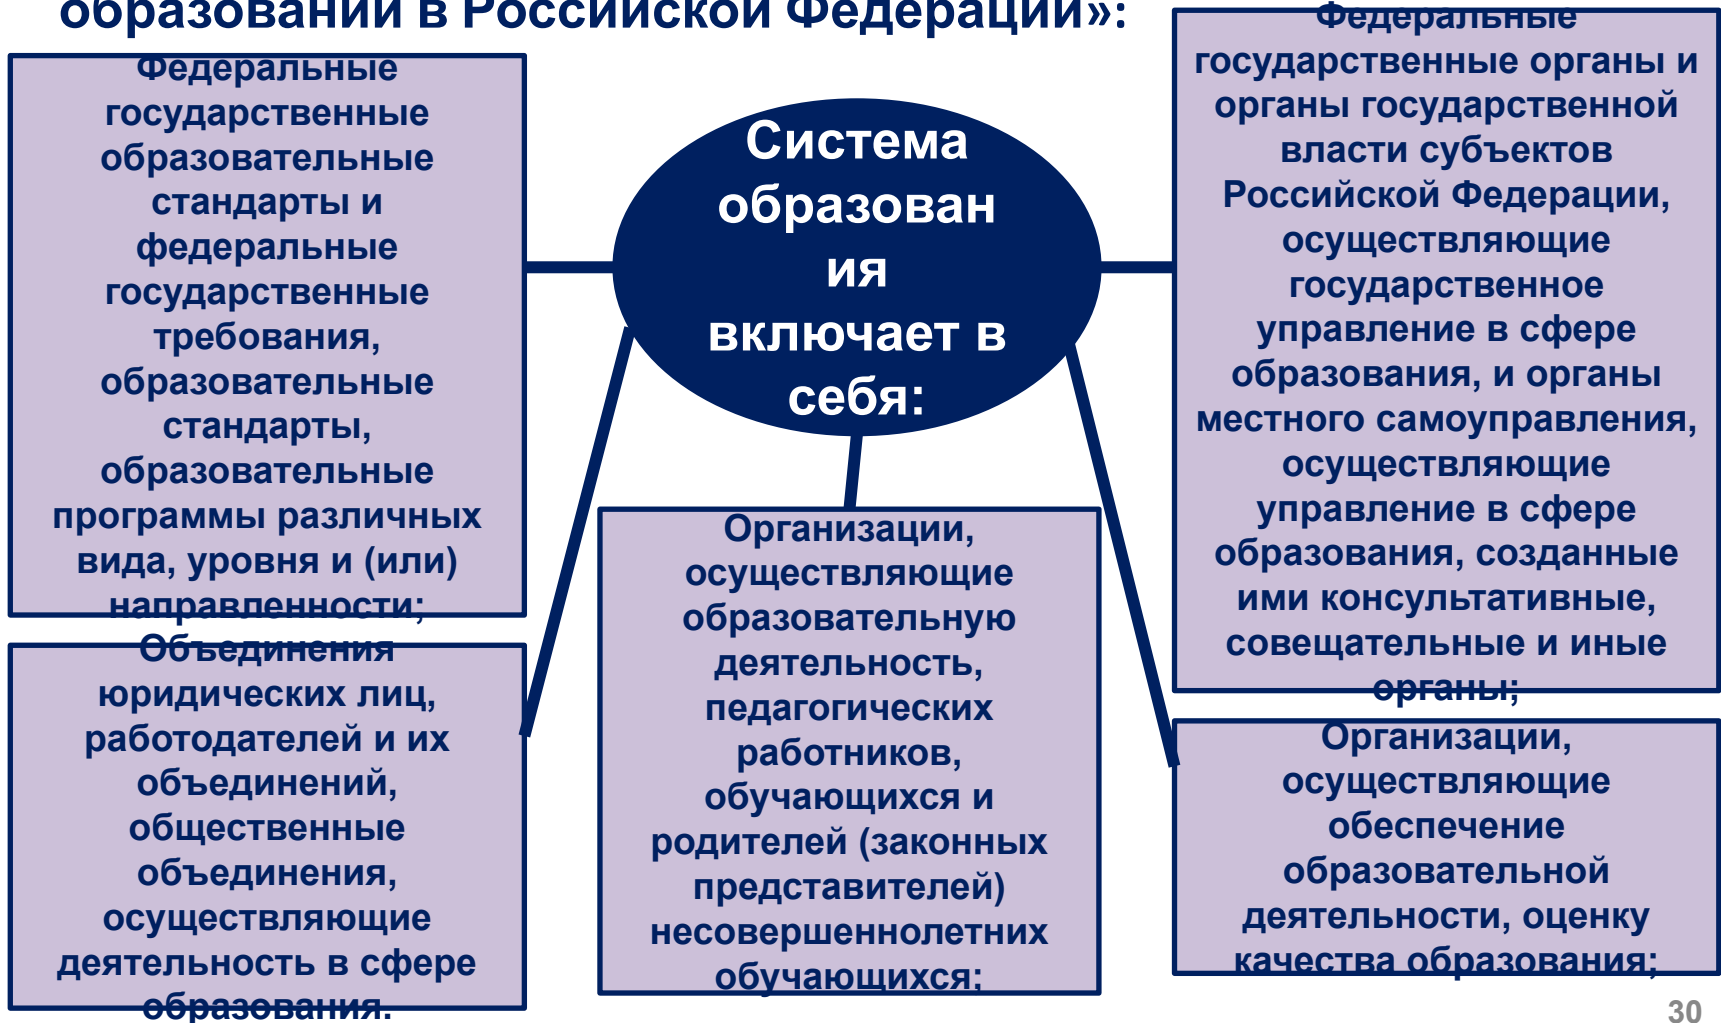 образовании в Российской Федерации»:
Федеральные
государственные
образовательные
стандарты и
федеральные
государственные
требования,
образовательные
стандарты,
образовательные
программы различных
вида, уровня и (или)
направленности;
Объединения
юридических лиц,
работодателей и их
объединений,
общественные
объединения,
осуществляющие
деятельность в сфере
образования.
Система
образован
ия
включает в
себя:
Организации,
осуществляющие
образовательную
деятельность,
педагогических
работников,
обучающихся и
родителей (законных
представителей)
несовершеннолетних
обучающихся;
Федеральные
государственные органы и
органы государственной
власти субъектов
Российской Федерации,
осуществляющие
государственное
управление в сфере
образования, и органы
местного самоуправления,
осуществляющие
управление в сфере
образования, созданные
ими консультативные,
совещательные и иные
органы;
Организации,
осуществляющие
обеспечение
образовательной
деятельности, оценку
качества образования;
30